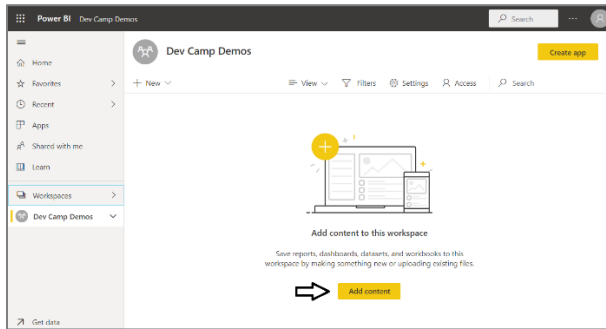 Power BI Dev Camp Demos Search ...
Dev Camp Demos Create app
Home
+ New View Filters Settings Access Search
Favorites
Recent
Apps
Shared with me
Learn
Workspaces
Dev Camp Demos
Add content to this workspace
Save reports, dashboards, datasets, and workbooks to this
workspace by making something new or uploading existing files.
Add content
Get data